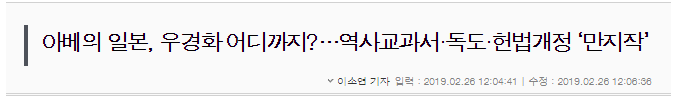 아베의 일본, 우경화 어디까지?…역사교과서·독도·헌법개정 ‘만지작’
이소연 기자 입력 : 2019.02.26 12:04:41 | 수정 : 2019.02.26 12:06:36